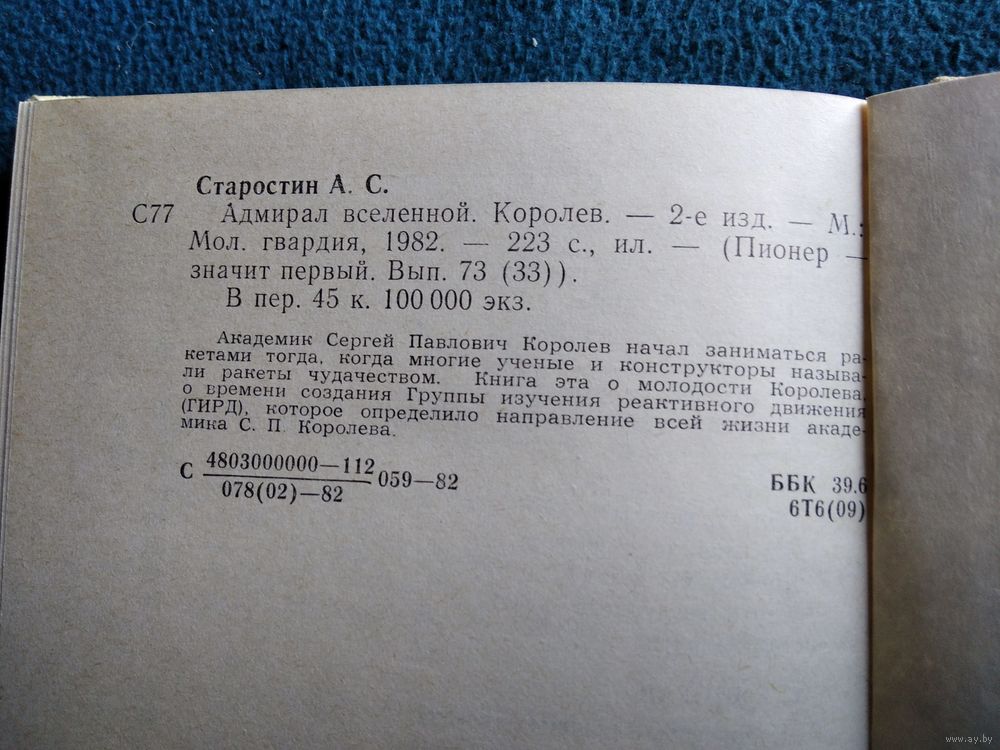 Старостин А. С.
С77 Адмирал вселенной. Королев. — 2-е изд. — М.:
Мол. гвардия, 1982. — 223 с., ил. — (Пионер —
значит первый. Вып. 73 (33)).
В пер. 45 к. 100 000 экз.
Академик Сергей Павлович Королев начал заниматься ра-
кетами тогда, когда многие ученые и конструкторы называ-
ли ракеты чудачеством. Книга эта о молодости Королева,
о времени создания Группы изучения реактивного движения
(ГИРД), которое определило направление всей жизни акаде-
мика С. П. Королева.
С 4803000000—112 059—82
078(02)—82
ББК 39.6
6Т6(09)
www.ay.by